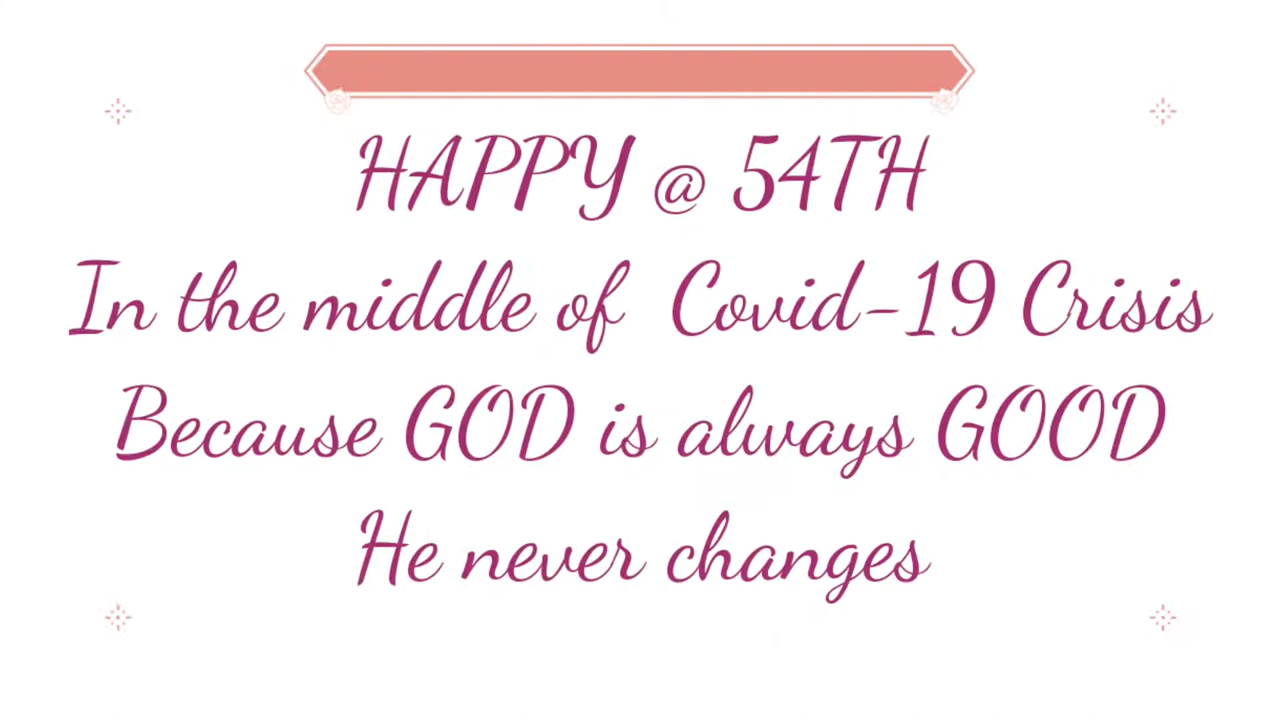 HAPPY @ 54TH
In the middle of Covid-19 Crisis
Because GOD is always GOOD
He never changes